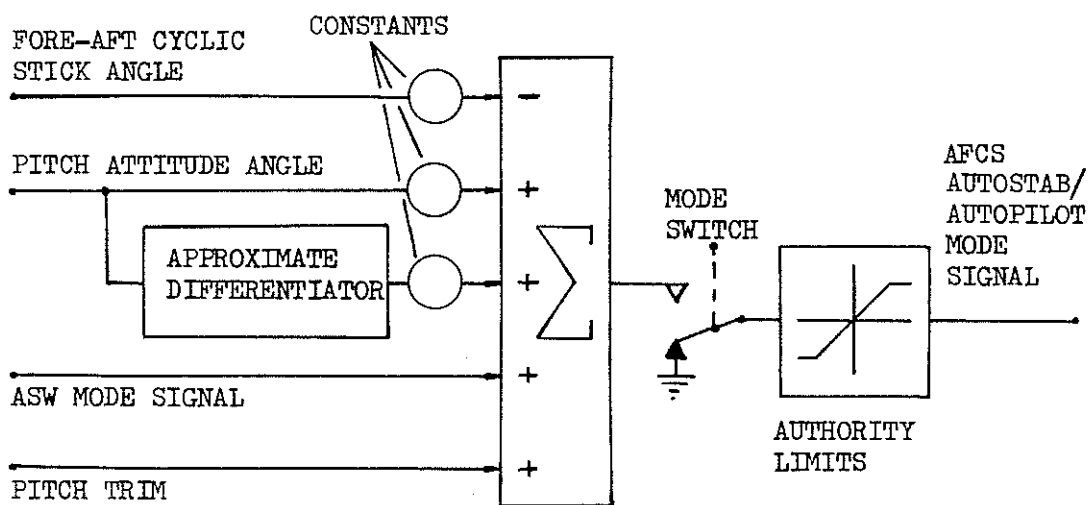 CONSTANTS
FORE-AFT CYCLIC
STICK ANGLE
−
PITCH ATTITUDE ANGLE
+
APPROXIMATE
DIFFERENTIATOR
+
Σ
MODE
SWITCH
AFCS
AUTOSTAB/
AUTOPILOT
MODE
SIGNAL
ASW MODE SIGNAL
+
AUTHORITY
LIMITS
PITCH TRIM
+